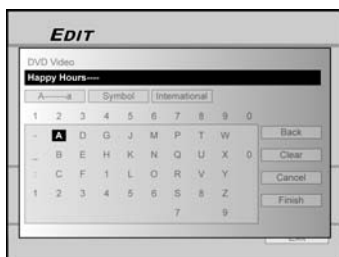 EDIT
DVD Video
Happy Hours----
A------a Symbol International
1 2 3 4 5 6 7 8 9 0
- A D G J M P T W Back
_ B E H K N Q U X 0 Clear
: C F 1 L O R V Y Cancel
1 2 3 4 5 6 S 8 Z Finish
7 9